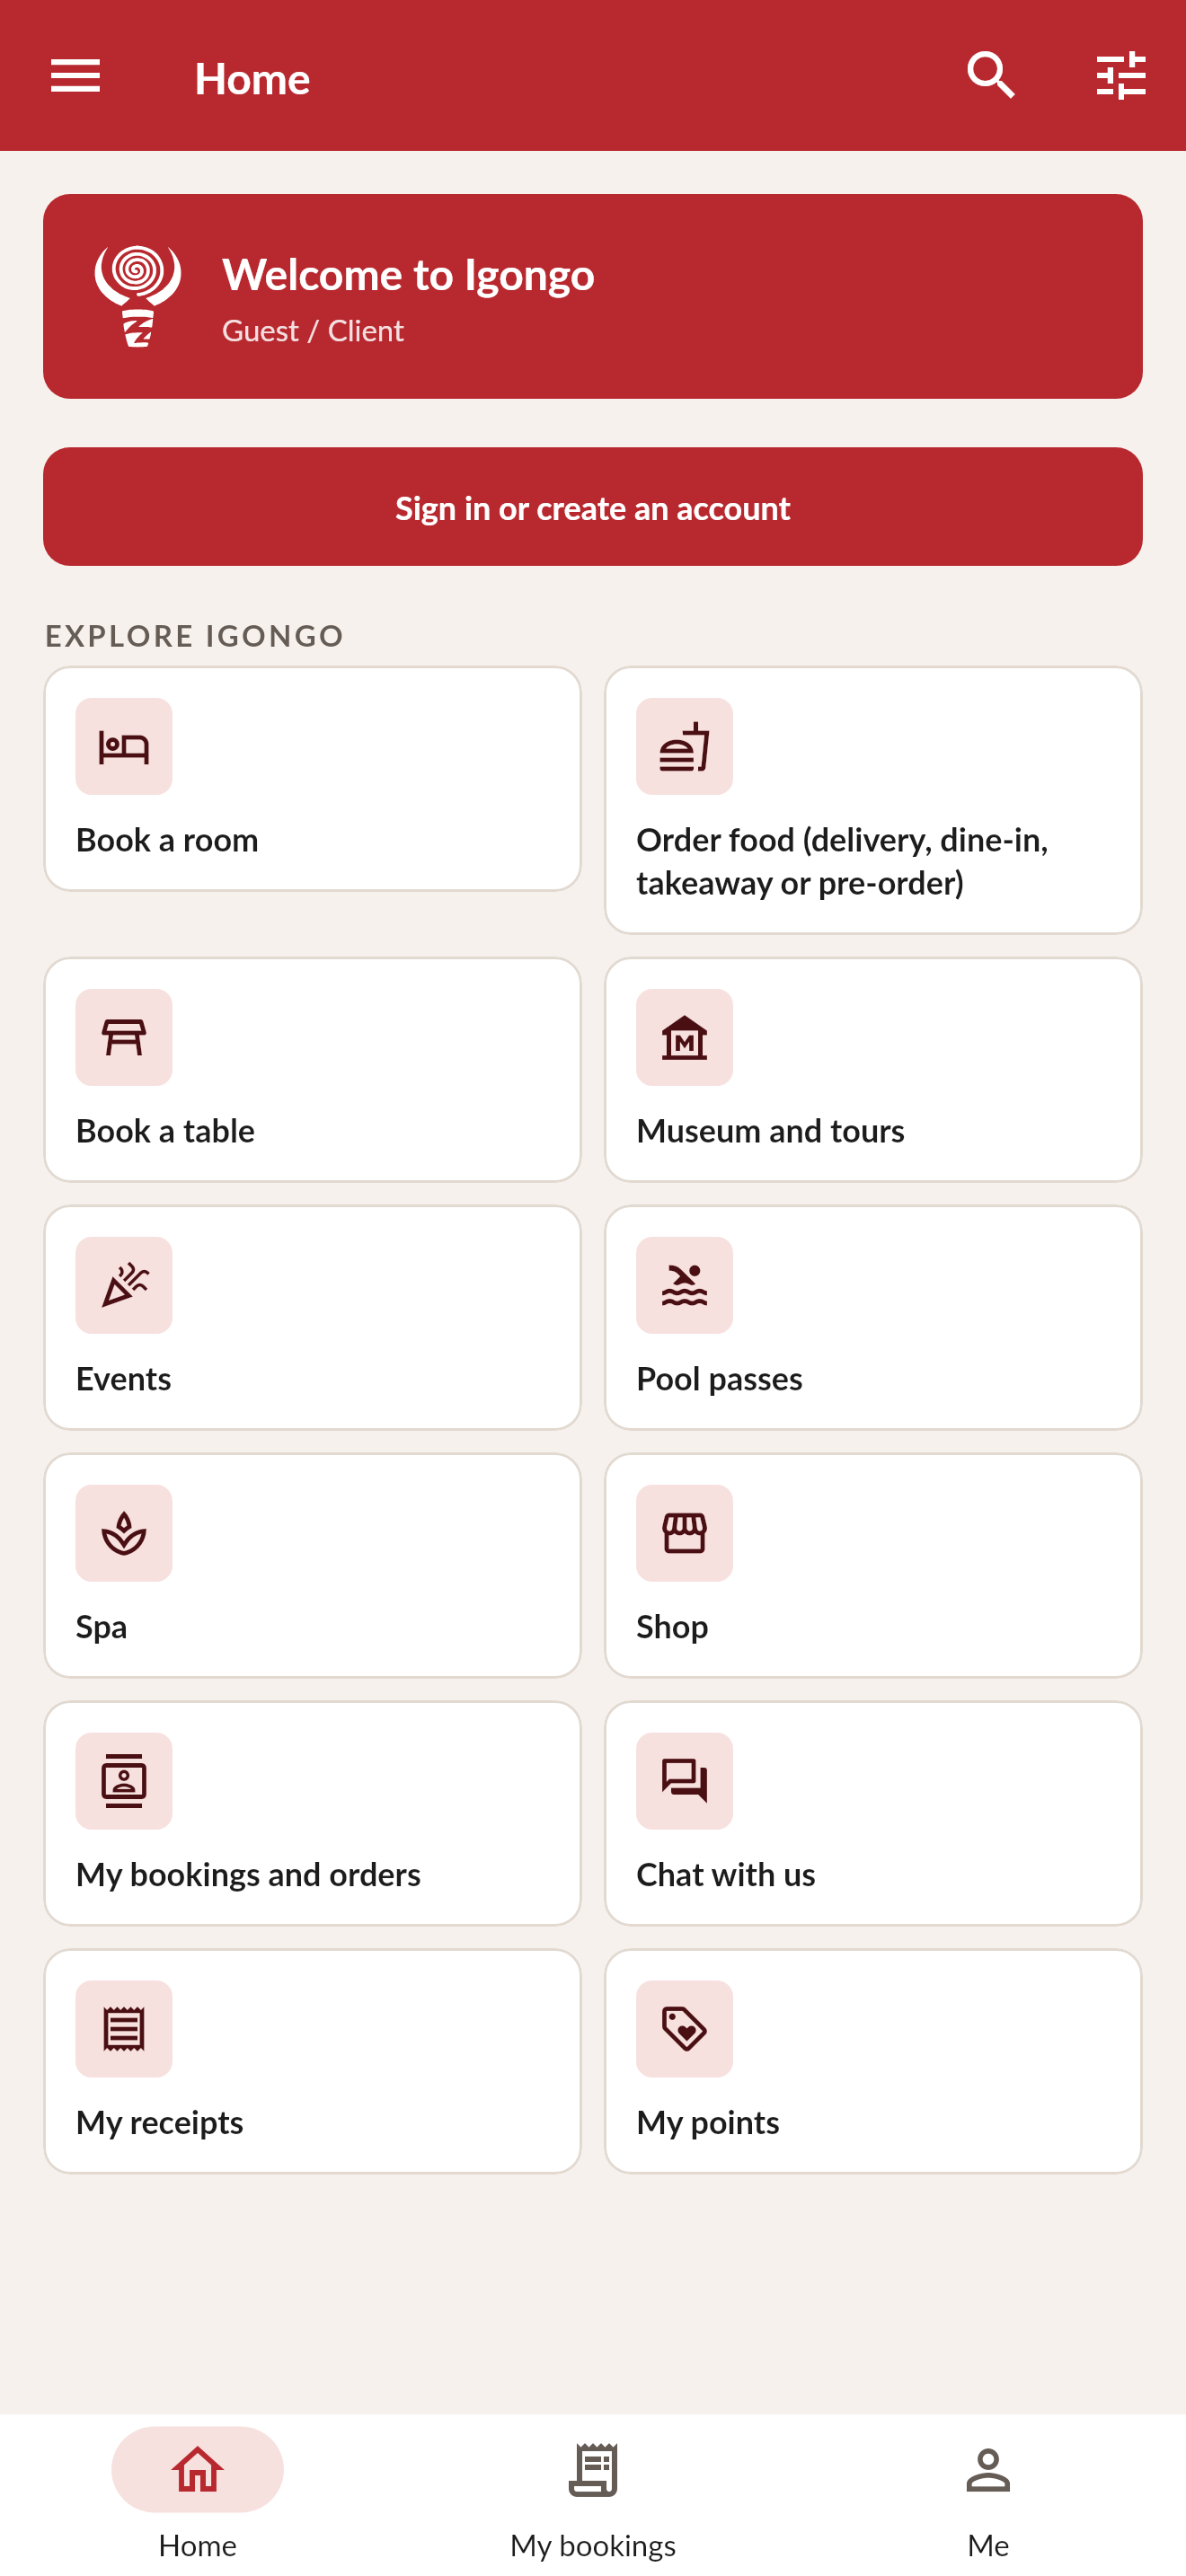 Home
Welcome to Igongo
Guest / Client
Sign in or create an account
EXPLORE IGONGO
Book a room
Order food (delivery, dine-in,
takeaway or pre-order)
Book a table
Museum and tours
Events
Pool passes
Spa
Shop
My bookings and orders
Chat with us
My receipts
My points
Home
My bookings
Me